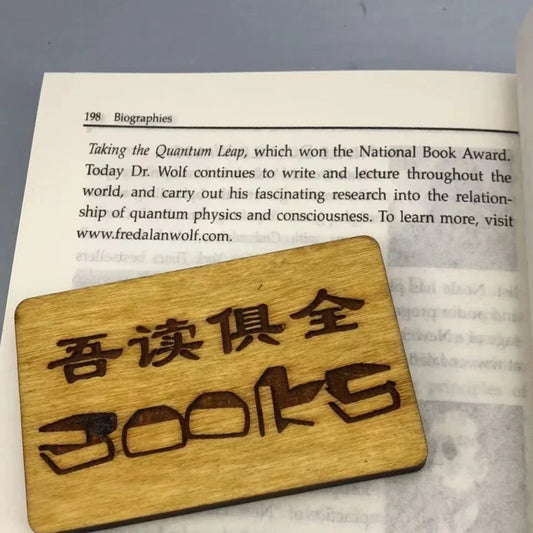 198 Biographies
Taking the Quantum Leap, which won the National Book Award.
Today Dr. Wolf continues to write and lecture throughout the
world, and carry out his fascinating research into the relation-
ship of quantum physics and consciousness. To learn more, visit
www.fredalanwolf.com.
吾读俱全
BOOKS